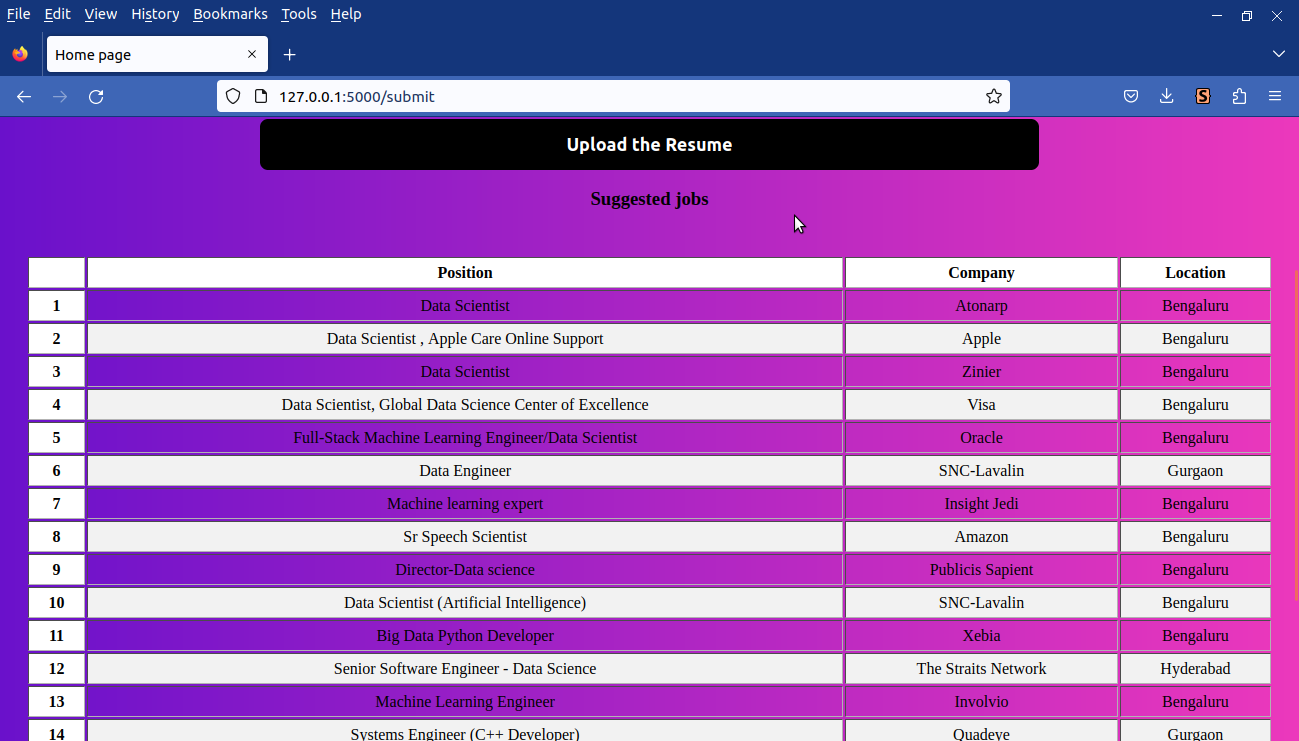 File Edit View History Bookmarks Tools Help
Home page
127.0.0.1:5000/submit
S
Upload the Resume
Suggested jobs
Position Company Location
1 Data Scientist Atonarp Bengaluru
2 Data Scientist , Apple Care Online Support Apple Bengaluru
3 Data Scientist Zinier Bengaluru
4 Data Scientist, Global Data Science Center of Excellence Visa Bengaluru
5 Full-Stack Machine Learning Engineer/Data Scientist Oracle Bengaluru
6 Data Engineer SNC-Lavalin Gurgaon
7 Machine learning expert Insight Jedi Bengaluru
8 Sr Speech Scientist Amazon Bengaluru
9 Director-Data science Publicis Sapient Bengaluru
10 Data Scientist (Artificial Intelligence) SNC-Lavalin Bengaluru
11 Big Data Python Developer Xebia Bengaluru
12 Senior Software Engineer - Data Science The Straits Network Hyderabad
13 Machine Learning Engineer Involvio Bengaluru
14 Systems Engineer (C++ Developer) Quadeye Gurgaon